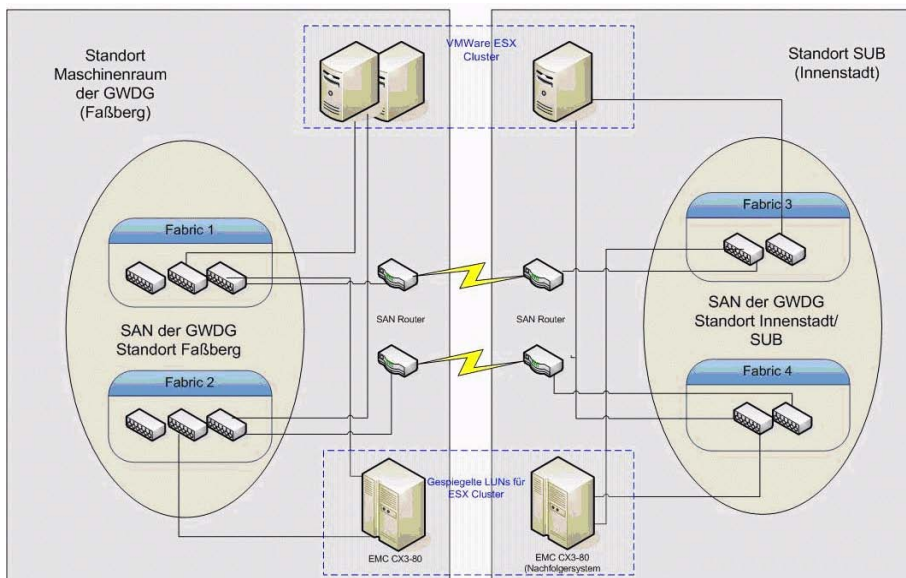 Standort
Maschinenraum
der GWDG
(Faßberg)
VMWare ESX
Cluster
Standort SUB
(Innenstadt)
Fabric 1
Fabric 3
SAN Router
SAN Router
SAN der GWDG
Standort Faßberg
SAN der GWDG
Standort Innenstadt/
SUB
Fabric 2
Fabric 4
Gespiegelte LUNs für
ESX Cluster
EMC CX3-80
EMC CX3-80
(Nachfolgersystem